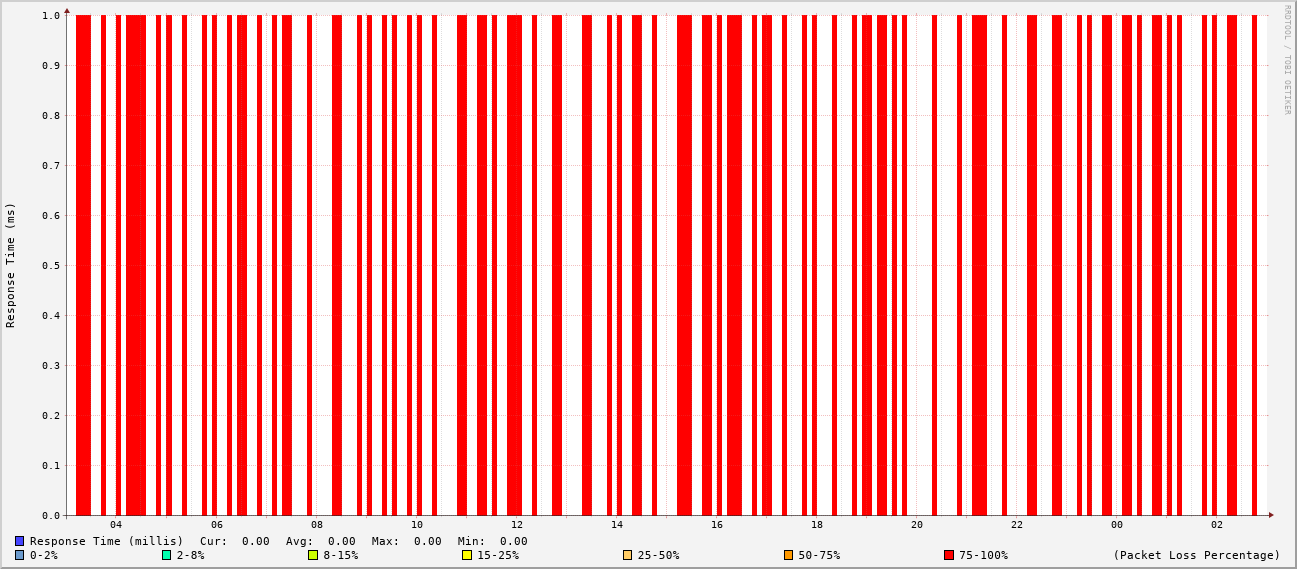 RRDTOOL / TOBI OETIKER
Response Time (ms)
1.0
0.9
0.8
0.7
0.6
0.5
0.4
0.3
0.2
0.1
0.0
04 06 08 10 12 14 16 18 20 22 00 02
Response Time (millis) Cur: 0.00 Avg: 0.00 Max: 0.00 Min: 0.00
0-2% 2-8% 8-15% 15-25% 25-50% 50-75% 75-100% (Packet Loss Percentage)